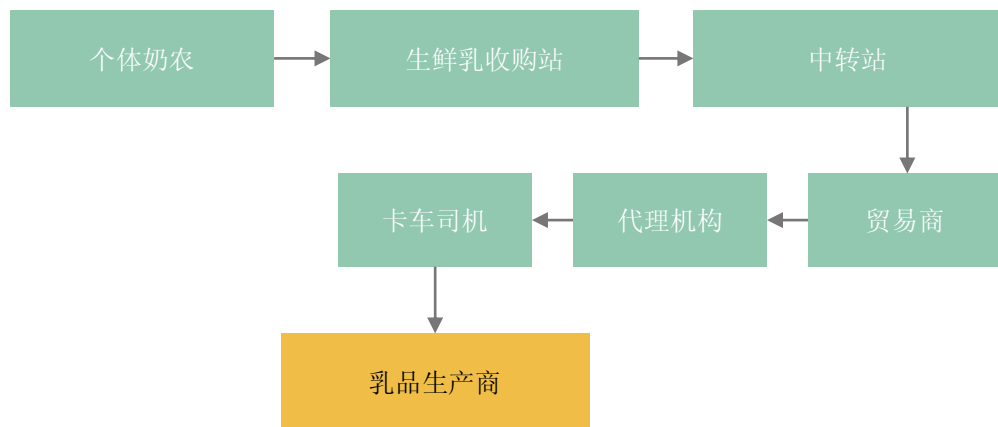 个体奶农
生鲜乳收购站
中转站
贸易商
代理机构
卡车司机
乳品生产商